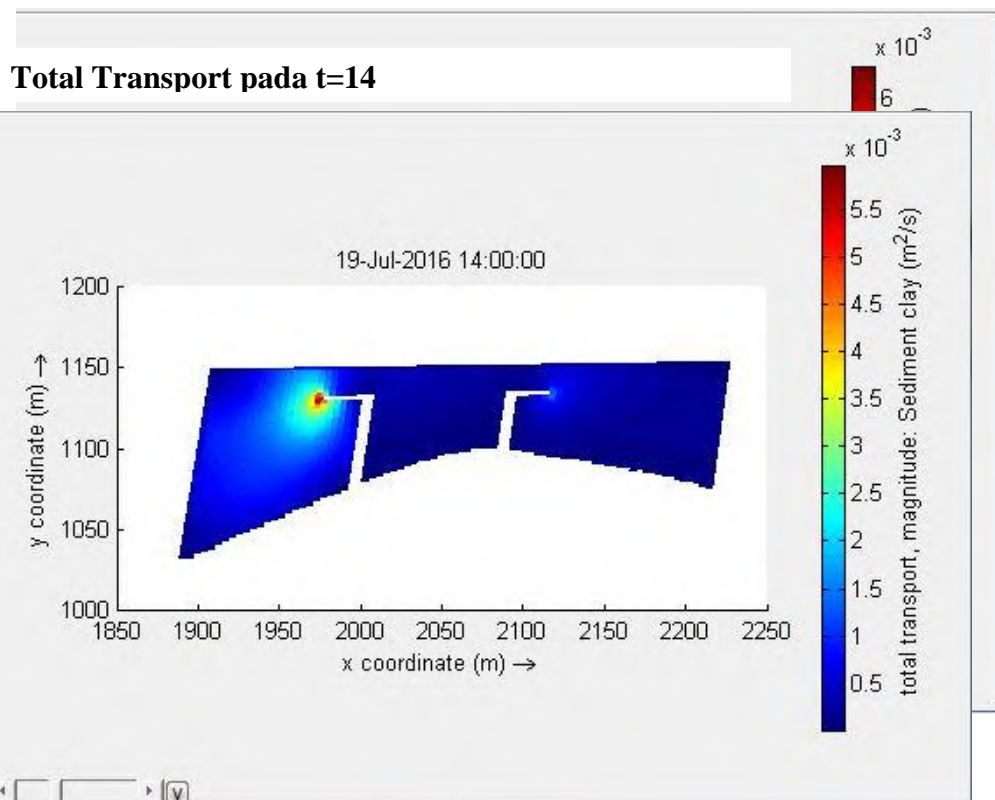 x 10-3
Total Transport pada t=14
6
x 10-3
19-Jul-2016 14:00:00
1200
1150
1100
1050
1000
y coordinate (m) →
1850 1900 1950 2000 2050 2100 2150 2200 2250
x coordinate (m) →
5.5
5
4.5
4
3.5
3
2.5
2
1.5
1
0.5
total transport, magnitude: Sediment clay (m²/s)
V